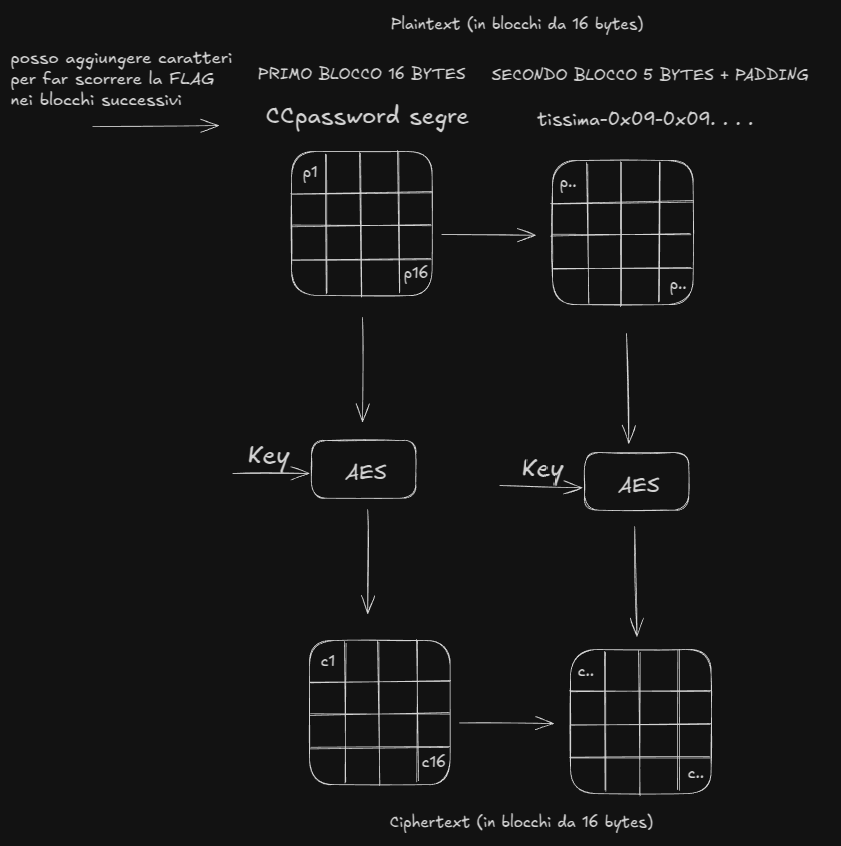 Plaintext (in blocchi da 16 bytes)
posso aggiungere caratteri
per far scorrere la FLAG
nei blocchi successivi
PRIMO BLOCCO 16 BYTES
SECONDO BLOCCO 5 BYTES + PADDING
CCpassword segre
tissima-0x09-0x09. . . .
p1
p16
p..
p..
Key
AES
Key
AES
c1
c16
c..
c..
Ciphertext (in blocchi da 16 bytes)